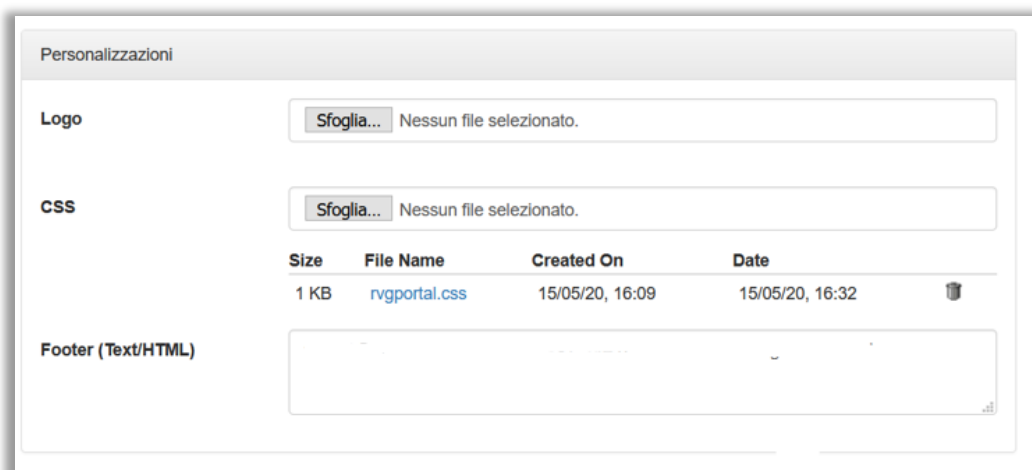 Personalizzazioni
Logo
Sfoglia... Nessun file selezionato.
CSS
Sfoglia... Nessun file selezionato.
Size File Name Created On Date
1 KB rvgportal.css 15/05/20, 16:09 15/05/20, 16:32
Footer (Text/HTML)